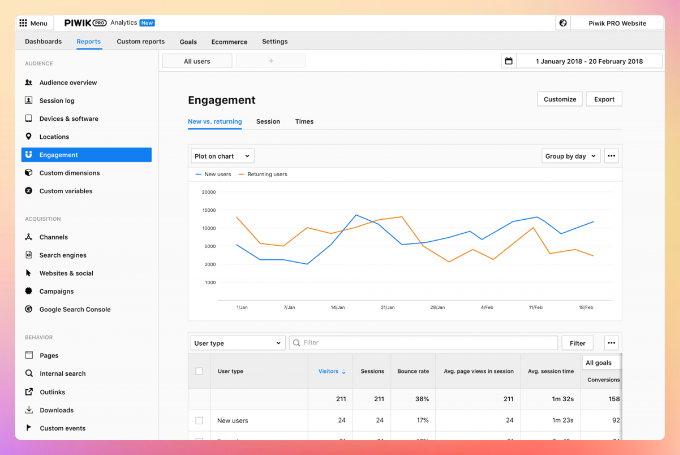 Menu PIWIK PRO Analytics New Piwik PRO Website
Dashboards Reports Custom reports Goals Ecommerce Settings
AUDIENCE
Audience overview
Session log
Devices & software
Locations
Engagement
Custom dimensions
Custom variables
ACQUISITION
Channels
Search engines
Websites & social
Campaigns
Google Search Console
BEHAVIOR
Pages
Internal search
Outlinks
Downloads
Custom events
All users + 1 January 2018 - 20 February 2018
Engagement Customize Export
New vs. returning Session Times
Plot on chart Group by day
New users Returning users
20000
15000
10000
2000
1000
1/Jan 7/Jan 14/Jan 21/Jan 4/Feb 11/Feb 18/Feb
User type Filter Filter
All goals
User type Visitors Sessions Bounce rate Avg. page views in session Avg. session time
Conversions
211 211 38% 211 1m 32s 158
New users 24 24 17% 24 1m 23s 92